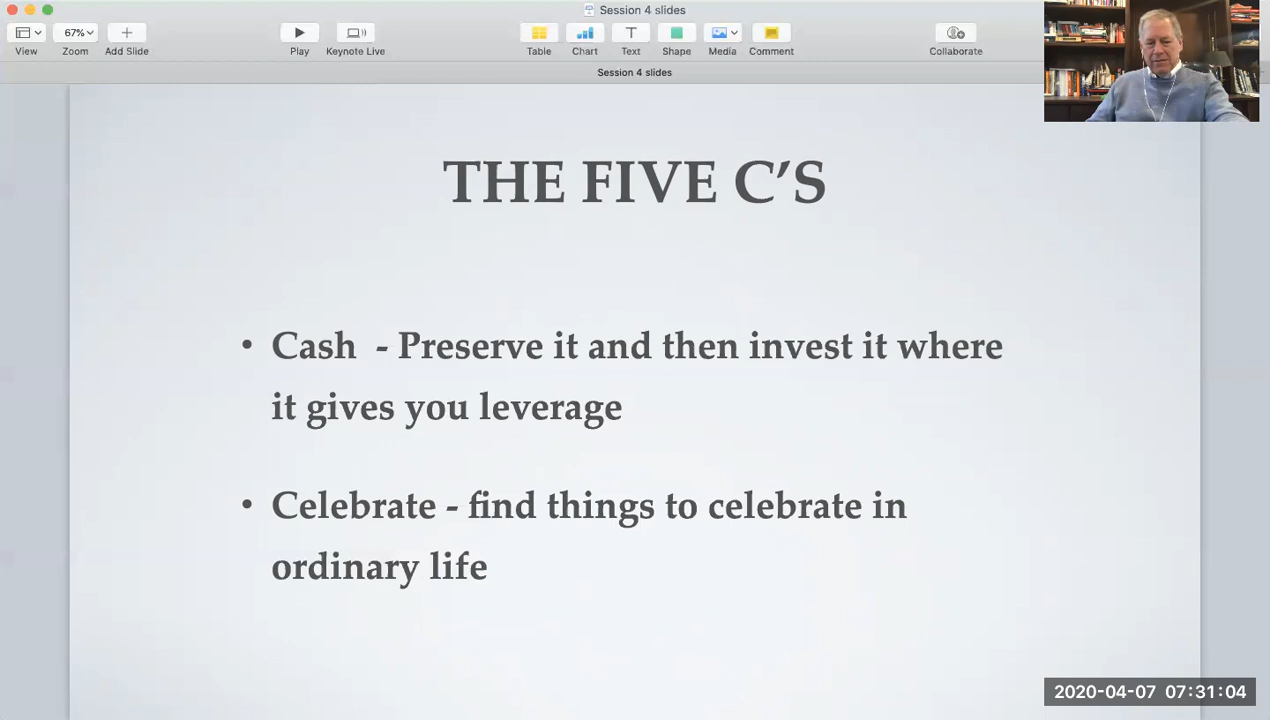 Session 4 slides
67%
View
Zoom
Add Slide
Play
Keynote Live
Table
Chart
Text
Shape
Media
Comment
Collaborate
Session 4 slides
THE FIVE C’S
• Cash - Preserve it and then invest it where
it gives you leverage
• Celebrate - find things to celebrate in
ordinary life
2020-04-07 07:31:04